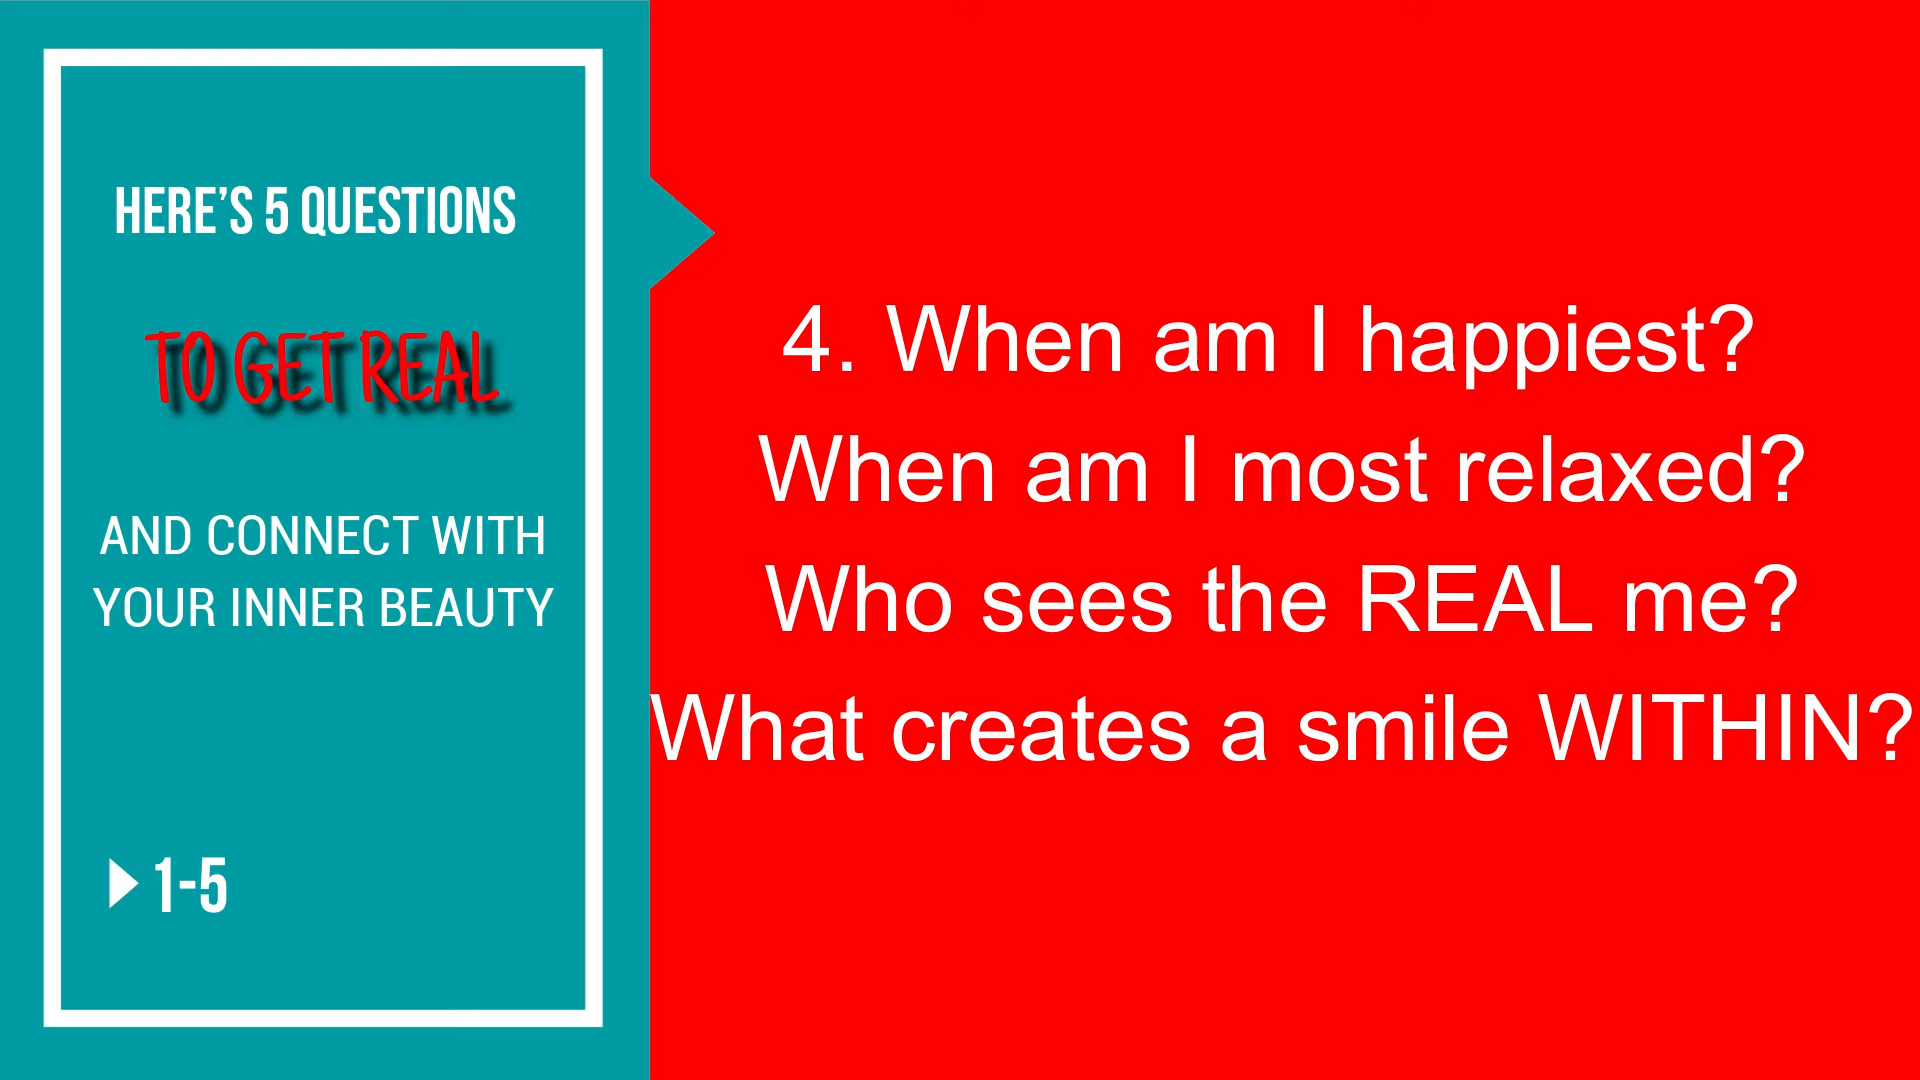 HERE’S 5 QUESTIONS
TO GET REAL
AND CONNECT WITH
YOUR INNER BEAUTY
1-5
4. When am I happiest?
When am I most relaxed?
Who sees the REAL me?
What creates a smile WITHIN?